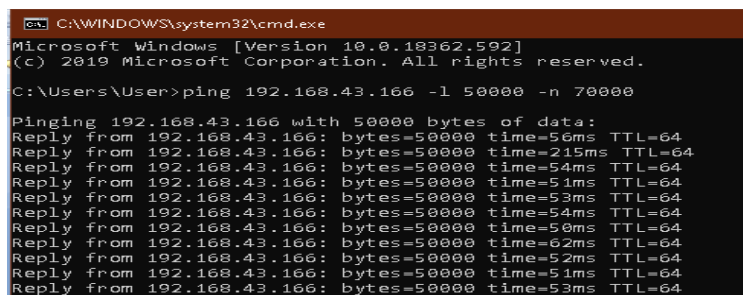 C:\WINDOWS\system32\cmd.exe
Microsoft Windows [Version 10.0.18362.592]
(c) 2019 Microsoft Corporation. All rights reserved.
C:\Users\User>ping 192.168.43.166 -l 50000 -n 70000
Pinging 192.168.43.166 with 50000 bytes of data:
Reply from 192.168.43.166: bytes=50000 time=56ms TTL=64
Reply from 192.168.43.166: bytes=50000 time=215ms TTL=64
Reply from 192.168.43.166: bytes=50000 time=54ms TTL=64
Reply from 192.168.43.166: bytes=50000 time=51ms TTL=64
Reply from 192.168.43.166: bytes=50000 time=53ms TTL=64
Reply from 192.168.43.166: bytes=50000 time=54ms TTL=64
Reply from 192.168.43.166: bytes=50000 time=50ms TTL=64
Reply from 192.168.43.166: bytes=50000 time=62ms TTL=64
Reply from 192.168.43.166: bytes=50000 time=52ms TTL=64
Reply from 192.168.43.166: bytes=50000 time=51ms TTL=64
Reply from 192.168.43.166: bytes=50000 time=53ms TTL=64